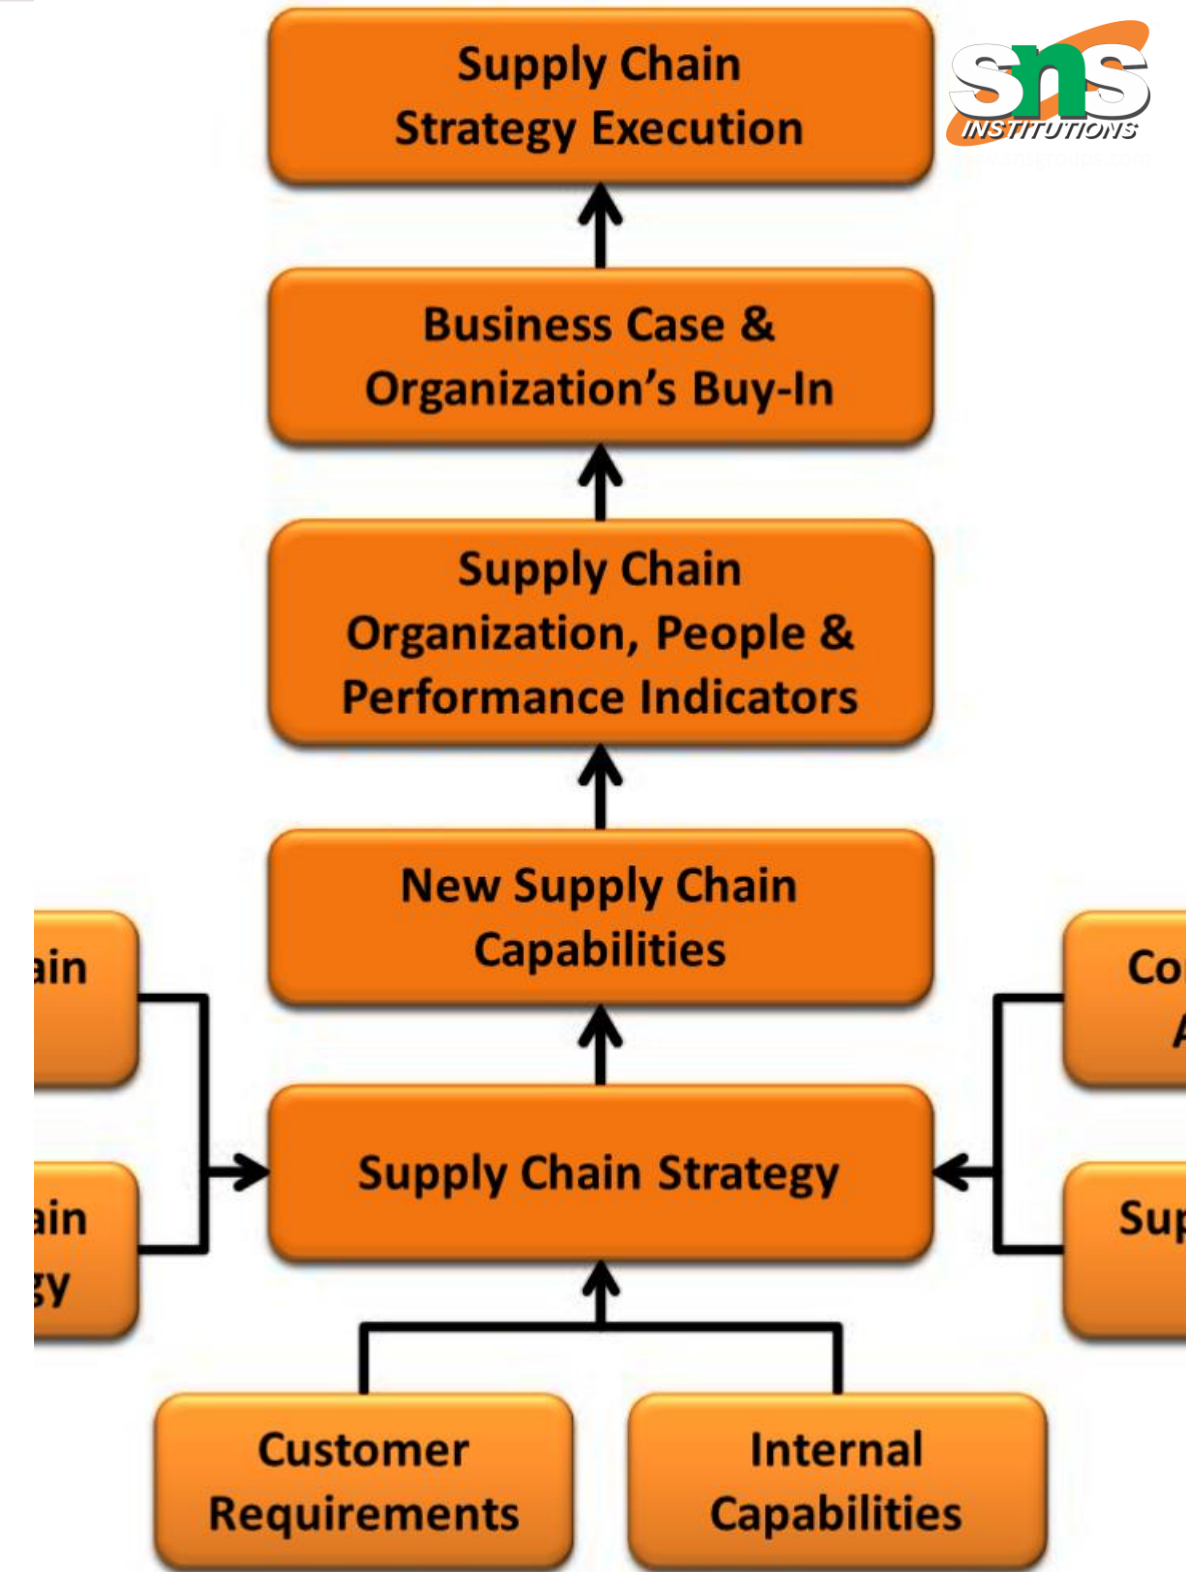 Supply Chain
Strategy Execution
sns
INSTITUTIONS
Business Case &
Organization’s Buy-In
Supply Chain
Organization, People &
Performance Indicators
New Supply Chain
Capabilities
Supply Chain Strategy
Customer
Requirements
Internal
Capabilities